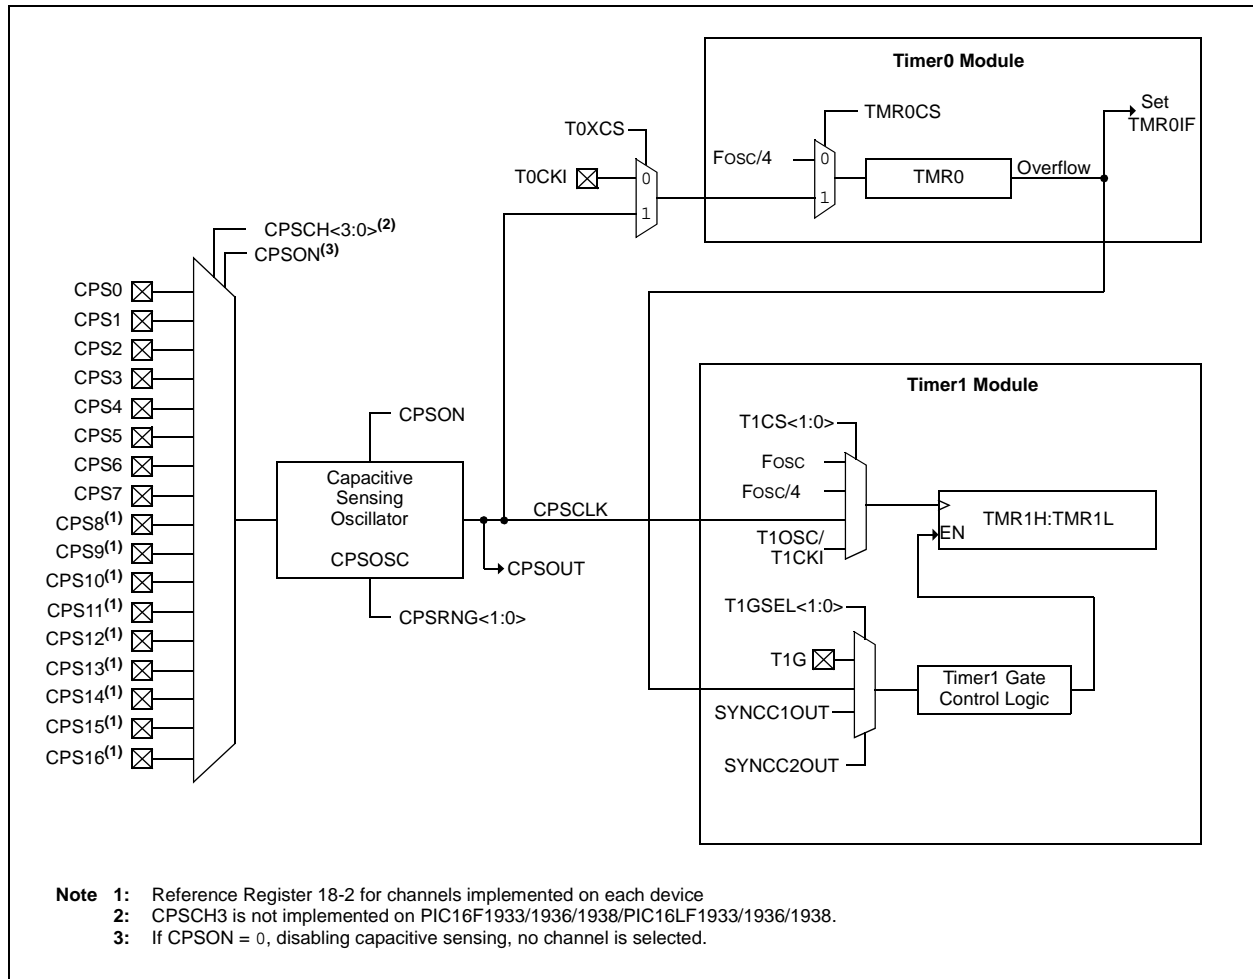 Timer0 Module
TMR0CS
Set
TMR0IF
T0XCS
FOSC/4
0
1
TMR0
Overflow
T0CKI
0
1
CPSCH<3:0>(2)
CPSON(3)
CPS0
CPS1
CPS2
CPS3
CPS4
CPS5
CPS6
CPS7
CPS8(1)
CPS9(1)
CPS10(1)
CPS11(1)
CPS12(1)
CPS13(1)
CPS14(1)
CPS15(1)
CPS16(1)
CPSON
Capacitive
Sensing
Oscillator
CPSOSC
CPSRNG<1:0>
CPSCLK
CPSOUT
Timer1 Module
T1CS<1:0>
FOSC
FOSC/4
T1OSC/
T1CKI
TMR1H:TMR1L
EN
T1GSEL<1:0>
T1G
SYNCC1OUT
SYNCC2OUT
Timer1 Gate
Control Logic
Note 1: Reference Register 18-2 for channels implemented on each device
2: CPSCH3 is not implemented on PIC16F1933/1936/1938/PIC16LF1933/1936/1938.
3: If CPSON = 0, disabling capacitive sensing, no channel is selected.